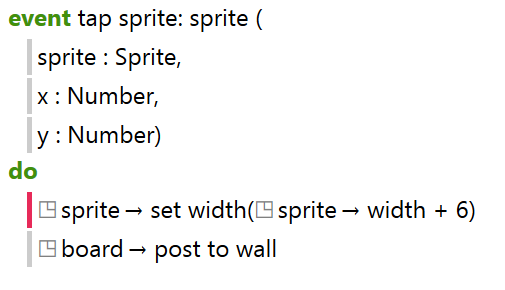 event tap sprite: sprite (
sprite : Sprite,
x : Number,
y : Number)
do
◳ sprite → set width(◳ sprite → width + 6)
◳ board → post to wall